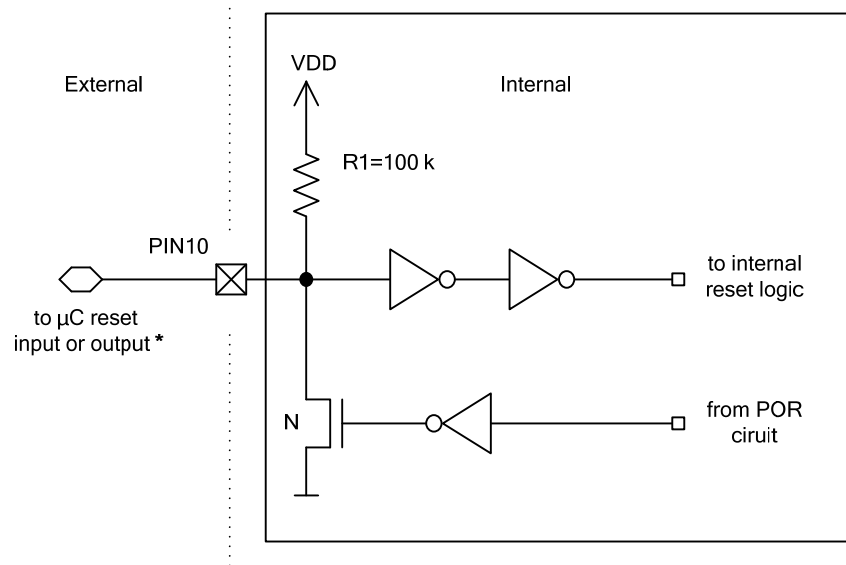 External
Internal
VDD
R1=100 k
PIN10
to µC reset
input or output *
to internal
reset logic
N
from POR
ciruit